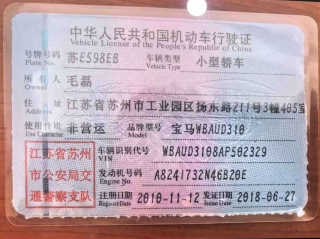 中华人民共和国机动车行驶证
Vehicle License of the People's Republic of China
号牌号码 苏E598EB 车辆类型 小型轿车
Plate No. Vehicle Type
所有人 毛磊
Owner
住址 江苏省苏州市工业园区扬东路211号3幢405室
Address
使用性质 非营运 品牌型号 宝马WBAUD310
Use Character Model
江苏省苏州市公安局交通警察支队
车辆识别代号 WBAUD3108AP502329
VIN
发动机号码 A8241732N46B20E
Engine No.
注册日期 2010-11-12 发证日期 2018-06-27
Register Date Issue Date